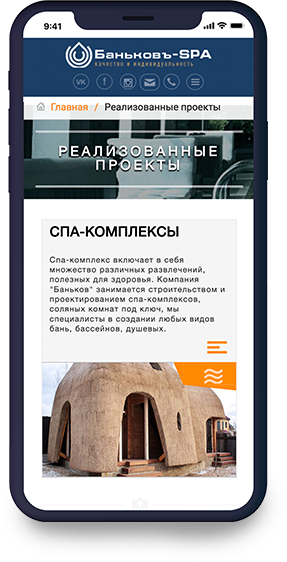 9:41
Баньковъ-SPA
качество и индивидуальность
Главная / Реализованные проекты
РЕАЛИЗОВАННЫЕ
ПРОЕКТЫ
СПА-КОМПЛЕКСЫ
Спа-комплекс включает в себя
множество различных развлечений,
полезных для здоровья. Компания
"Баньков" занимается строительством и
проектированием спа-комплексов,
соляных комнат под ключ, мы
специалисты в создании любых видов
бань, бассейнов, душевых.